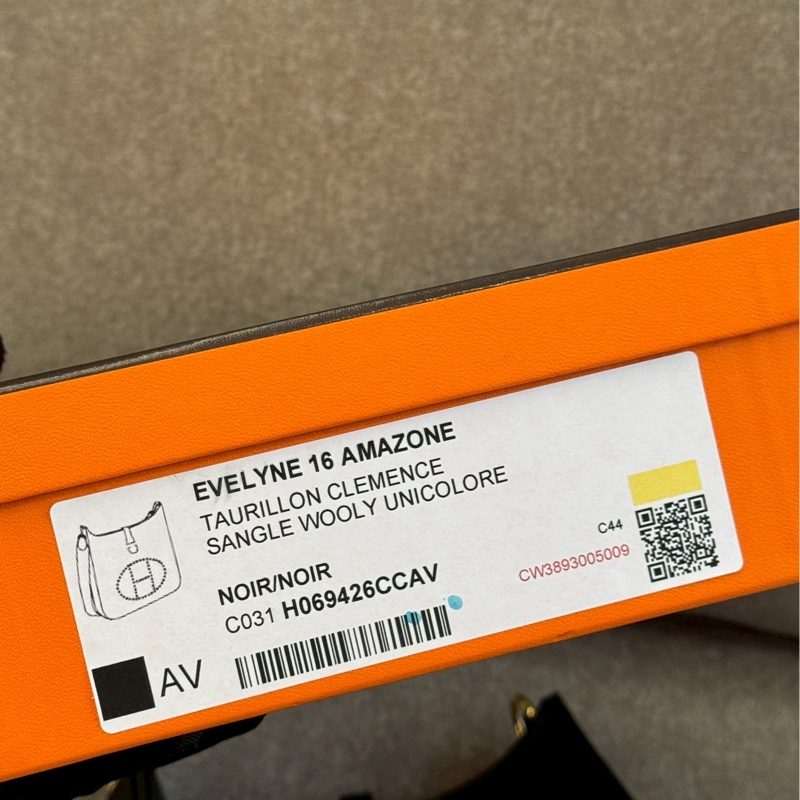 EVELYNE 16 AMAZONE
TAURILLON CLEMENCE
SANGLE WOOLY UNICOLORE
NOIR/NOIR
C031 H069426CCAV
AV
C44
CW3893005009
H